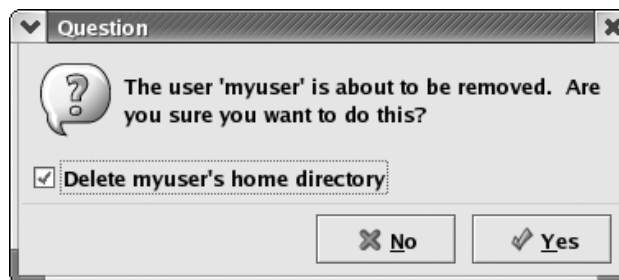 Question
The user 'myuser' is about to be removed.  Are
you sure you want to do this?
Delete myuser's home directory
No
Yes